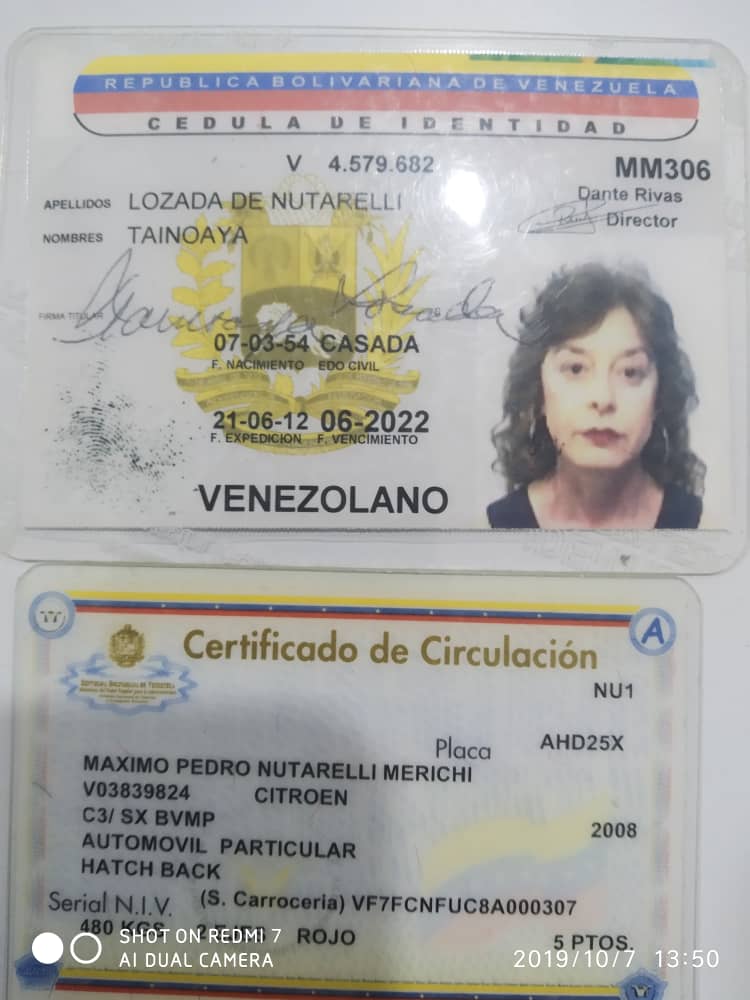 REPUBLICA BOLIVARIANA DE VENEZUELA
CEDULA DE IDENTIDAD
V 4.579.682
MM306
Dante Rivas
Director
APELLIDOS LOZADA DE NUTARELLI
NOMBRES TAINOAYA
FIRMA TITULAR
07-03-54 CASADA
F. NACIMIENTO EDO CIVIL
21-06-12 06-2022
F. EXPEDICION F. VENCIMIENTO
VENEZOLANO
A
Certificado de Circulación
NU1
Placa AHD25X
MAXIMO PEDRO NUTARELLI MERICHI
V03839824 CITROEN
C3/ SX BVMP
2008
AUTOMOVIL PARTICULAR
HATCH BACK
Serial N.I.V. (S. Carroceria) VF7FCNFUC8A000307
480 KGS ROJO 5 PTOS.
SHOT ON REDMI 7
AI DUAL CAMERA
2019/10/7 13:50